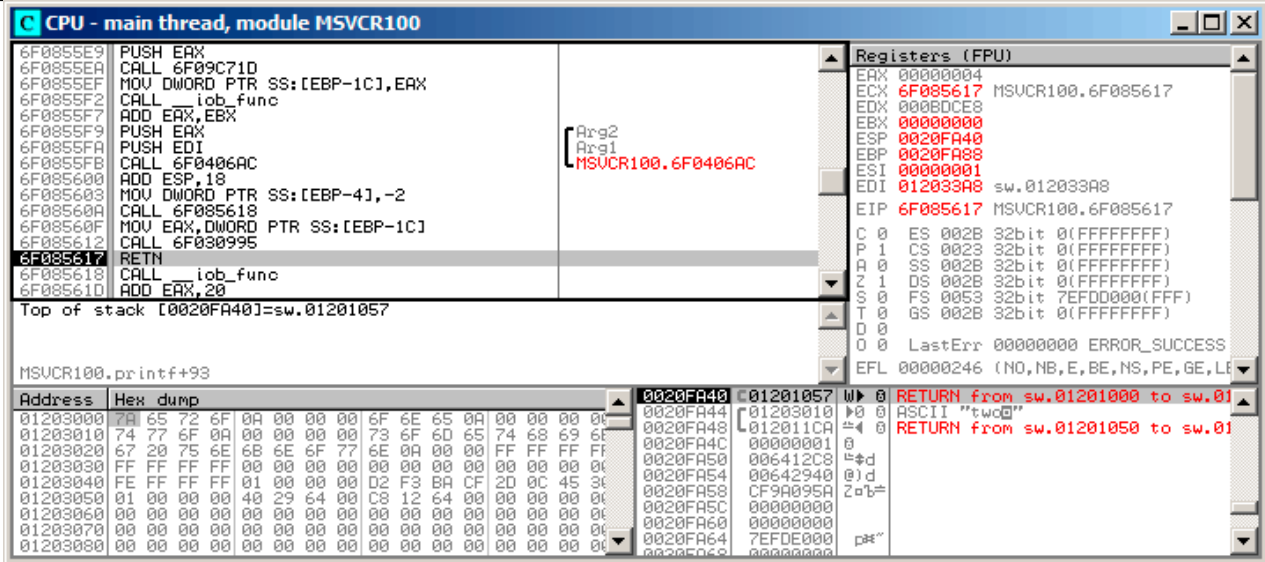 C CPU - main thread, module MSVCR100
6F0855E9 PUSH EAX
6F0855EA CALL 6F09C71D
6F0855EF MOV DWORD PTR SS:[EBP-1C],EAX
6F0855F2 CALL __iob_func
6F0855F7 ADD EAX,EBX
6F0855F9 PUSH EAX Arg2
6F0855FA PUSH EDI Arg1
6F0855FB CALL 6F0406AC MSVCR100.6F0406AC
6F085600 ADD ESP,18
6F085603 MOV DWORD PTR SS:[EBP-4],-2
6F08560A CALL 6F085618
6F08560F MOV EAX,DWORD PTR SS:[EBP-1C]
6F085612 CALL 6F030995
6F085617 RETN
6F085618 CALL __iob_func
6F08561D ADD EAX,20
Top of stack [0020FA40]=sw.01201057
MSVCR100.printf+93
Registers (FPU)
EAX 00000004
ECX 6F085617 MSVCR100.6F085617
EDX 000BDCE8
EBX 00000000
ESP 0020FA40
EBP 0020FA88
ESI 00000001
EDI 012033A8 sw.012033A8
EIP 6F085617 MSVCR100.6F085617
C 0 ES 002B 32bit 0(FFFFFFFF)
P 1 CS 0023 32bit 0(FFFFFFFF)
A 0 SS 002B 32bit 0(FFFFFFFF)
Z 1 DS 002B 32bit 0(FFFFFFFF)
S 0 FS 0053 32bit 7EFDD000(FFF)
T 0 GS 002B 32bit 0(FFFFFFFF)
D 0
O 0 LastErr 00000000 ERROR_SUCCESS
EFL 00000246 (NO,NB,E,BE,NS,PE,GE,LE
Address Hex dump
01203000 7A 65 72 6F 0A 00 00 00 6F 6E 65 0A 00 00 00 00
01203010 74 77 6F 0A 00 00 00 00 73 6F 6D 65 74 68 69 6E
01203020 67 20 75 6E 6B 6E 6F 77 6E 0A 00 00 FF FF FF FF
01203030 FF FF FF FF 00 00 00 00 00 00 00 00 00 00 00 00
01203040 FE FF FF FF 01 00 00 00 D2 F3 BA CF 2D 0C 45 30
01203050 01 00 00 00 40 29 64 00 C8 12 64 00 00 00 00 00
01203060 00 00 00 00 00 00 00 00 00 00 00 00 00 00 00 00
01203070 00 00 00 00 00 00 00 00 00 00 00 00 00 00 00 00
01203080 00 00 00 00 00 00 00 00 00 00 00 00 00 00 00 00
0020FA40 01201057 RETURN from sw.01201000 to sw.01
0020FA44 01203010 ASCII "two"
0020FA48 012011CA RETURN from sw.01201050 to sw.01
0020FA4C 00000001
0020FA50 006412C8
0020FA54 00642940 @)d
0020FA58 CF9A095A
0020FA5C 00000000
0020FA60 00000000
0020FA64 7EFDE000
0020FA68 00000000